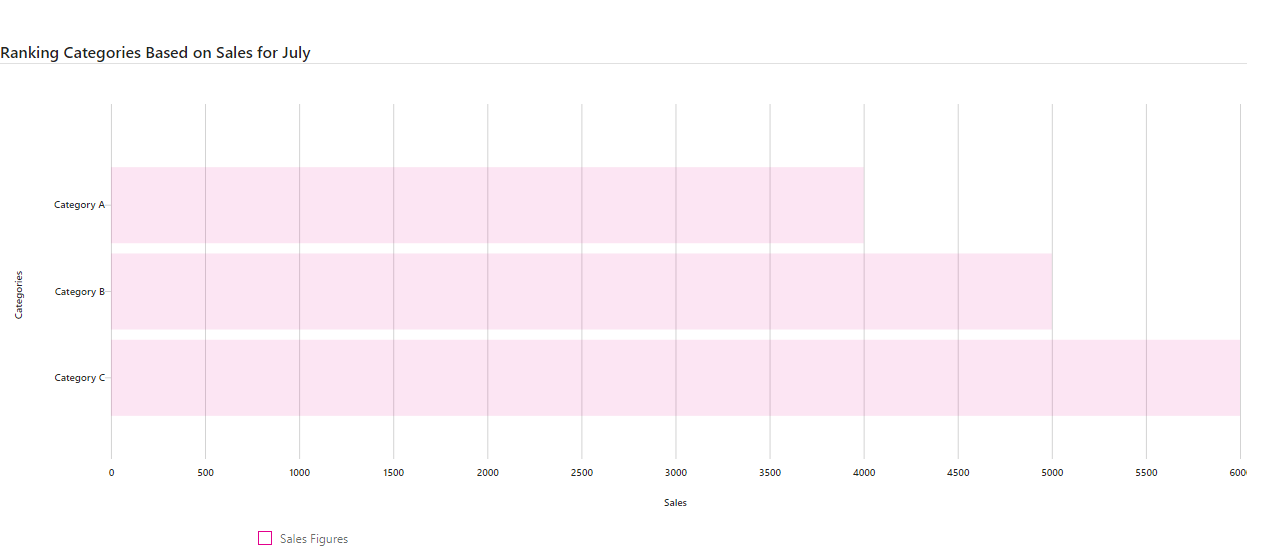 Ranking Categories Based on Sales for July
Category A
Category B
Category C
Categories
0 500 1000 1500 2000 2500 3000 3500 4000 4500 5000 5500 600
Sales
Sales Figures